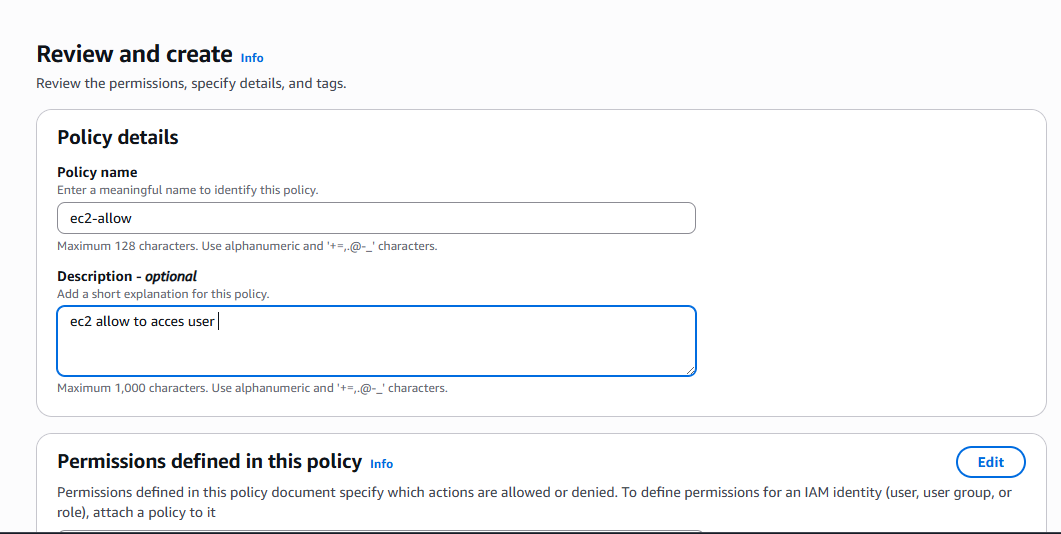 Review and create Info
Review the permissions, specify details, and tags.
Policy details
Policy name
Enter a meaningful name to identify this policy.
ec2-allow
Maximum 128 characters. Use alphanumeric and '+=,.@-_' characters.
Description - optional
Add a short explanation for this policy.
ec2 allow to acces user
Maximum 1,000 characters. Use alphanumeric and '+=,.@-_' characters.
Permissions defined in this policy Info
Edit
Permissions defined in this policy document specify which actions are allowed or denied. To define permissions for an IAM identity (user, user group, or
role), attach a policy to it